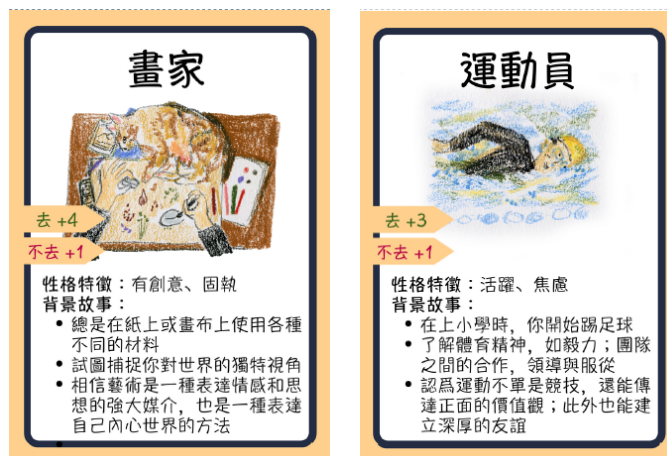 畫家
去 +4
不去 +1
性格特徵：有創意、固執
背景故事：
• 總是在紙上或畫布上使用各種
不同的材料
• 試圖捕捉你對世界的獨特視角
• 相信藝術是一種表達情感和思
想的強大媒介，也是一種表達
自己內心世界的方法
運動員
去 +3
不去 +1
性格特徵：活躍、焦慮
背景故事：
• 在上小學時，你開始踢足球
• 了解體育精神，如毅力；團隊
之間的合作，領導與服從
• 認爲運動不單是競技，還能傳
達正面的價值觀；此外也能建
立深厚的友誼